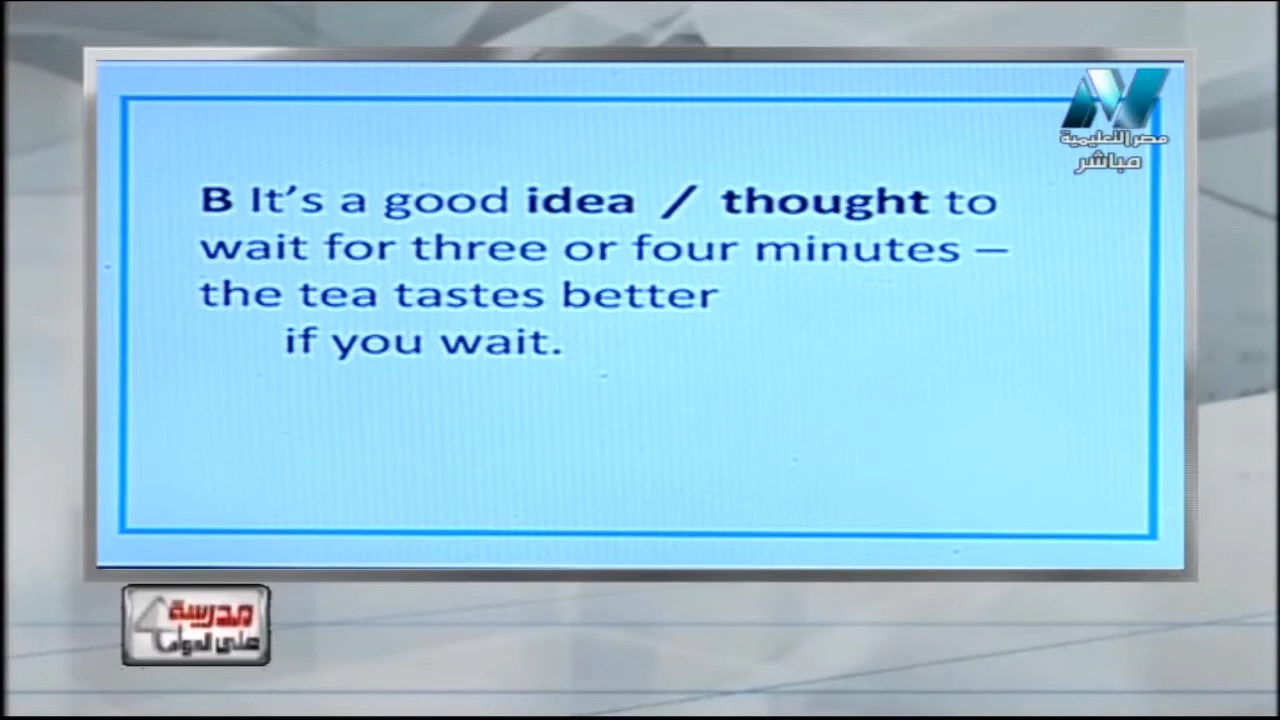 مصر التعليمية
مباشر
B It’s a good idea / thought to
wait for three or four minutes –
the tea tastes better
if you wait.
مدرسة
على الهواء